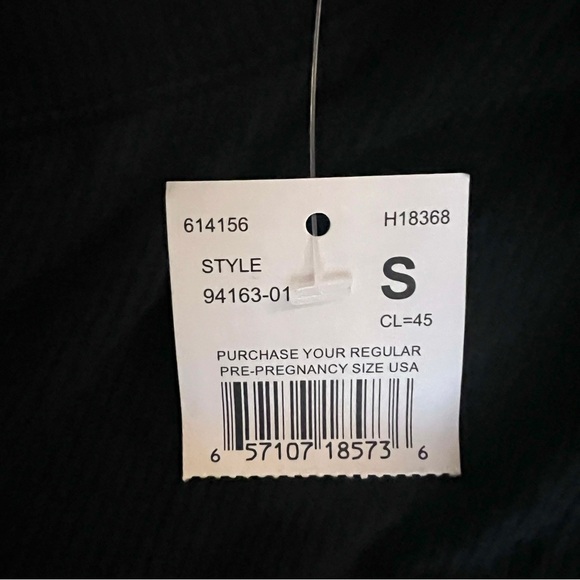 614156 H18368
STYLE
94163-01 S
CL=45
PURCHASE YOUR REGULAR
PRE-PREGNANCY SIZE USA
6 57107 18573 6